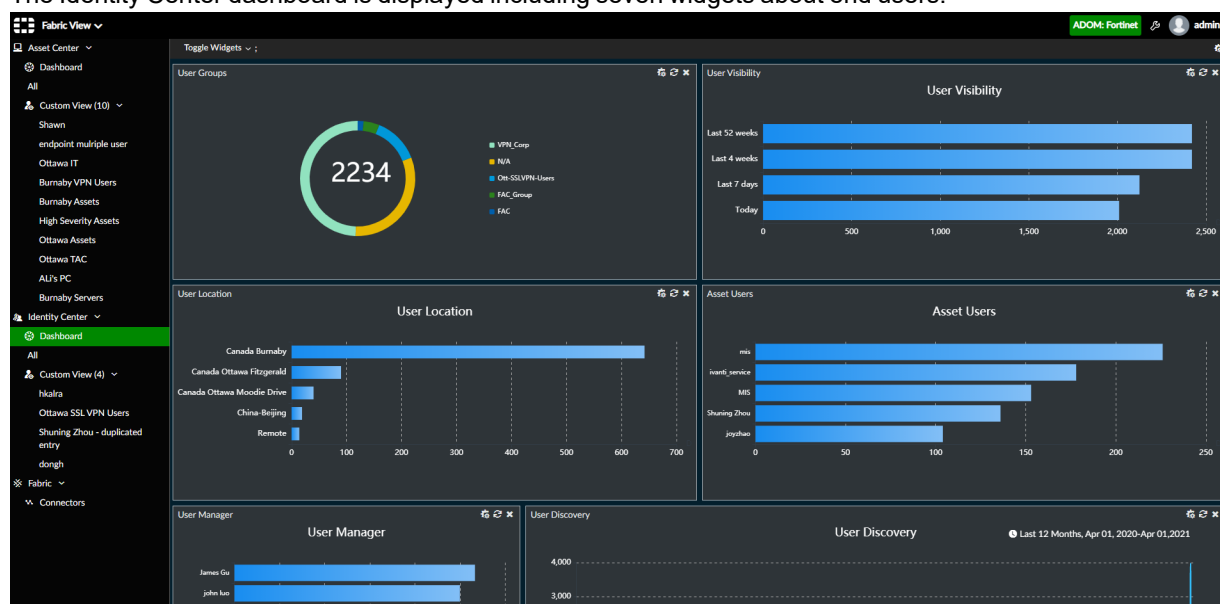 The Identity Center dashboard is displayed including seven widgets about end users.
Fabric View
ADOM: Fortinet
admin
Asset Center
Dashboard
All
Custom View (10)
Shawn
endpoint mulriple user
Ottawa IT
Burnaby VPN Users
Burnaby Assets
High Severity Assets
Ottawa Assets
Ottawa TAC
ALi's PC
Burnaby Servers
Identity Center
Dashboard
All
Custom View (4)
hkalra
Ottawa SSL VPN Users
Shuning Zhou - duplicated
entry
dongh
Fabric
Connectors
Toggle Widgets ;
User Groups
2234
VPN_Corp
N/A
Ott-SSLVPN-Users
FAC_Group
FAC
User Visibility
User Visibility
Last 52 weeks
Last 4 weeks
Last 7 days
Today
0 500 1,000 1,500 2,000 2,500
User Location
User Location
Canada Burnaby
Canada Ottawa Fitzgerald
Canada Ottawa Moodie Drive
China-Beijing
Remote
0 100 200 300 400 500 600 700
Asset Users
Asset Users
mis
ivanti_service
MIS
Shuning Zhou
joyzhao
0 50 100 150 200 250
User Manager
User Manager
James Gu
john luo
User Discovery
User Discovery
Last 12 Months, Apr 01, 2020-Apr 01,2021
4,000
3,000